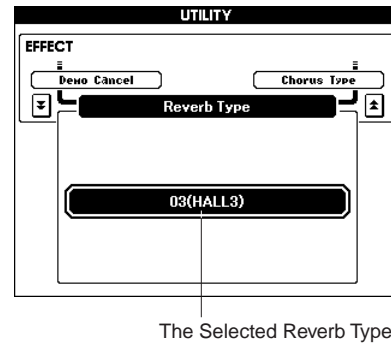 UTILITY
EFFECT
Demo Cancel
Chorus Type
Reverb Type
03(HALL3)
The Selected Reverb Type